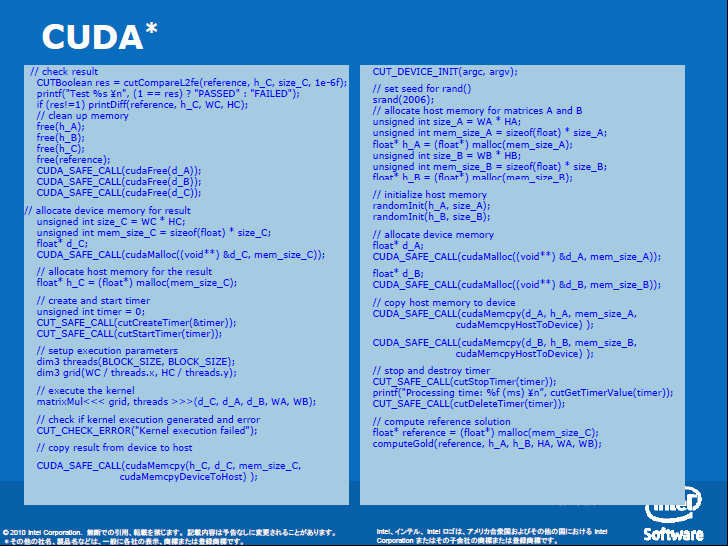 CUDA*
// check result
CUTBoolean res = cutCompareL2fe(reference, h_C, size_C, 1e-6f);
printf("Test %s ¥n", (1 == res) ? "PASSED" : "FAILED");
if (res!=1) printDiff(reference, h_C, WC, HC);
// clean up memory
free(h_A);
free(h_B);
free(h_C);
free(reference);
CUDA_SAFE_CALL(cudaFree(d_A));
CUDA_SAFE_CALL(cudaFree(d_B));
CUDA_SAFE_CALL(cudaFree(d_C));
// allocate device memory for result
unsigned int size_C = WC * HC;
unsigned int mem_size_C = sizeof(float) * size_C;
float* d_C;
CUDA_SAFE_CALL(cudaMalloc((void**) &d_C, mem_size_C));
// allocate host memory for the result
float* h_C = (float*) malloc(mem_size_C);
// create and start timer
unsigned int timer = 0;
CUT_SAFE_CALL(cutCreateTimer(&timer));
CUT_SAFE_CALL(cutStartTimer(timer));
// setup execution parameters
dim3 threads(BLOCK_SIZE, BLOCK_SIZE);
dim3 grid(WC / threads.x, HC / threads.y);
// execute the kernel
matrixMul<<< grid, threads >>>(d_C, d_A, d_B, WA, WB);
// check if kernel execution generated and error
CUT_CHECK_ERROR("Kernel execution failed");
// copy result from device to host
CUDA_SAFE_CALL(cudaMemcpy(h_C, d_C, mem_size_C,
cudaMemcpyDeviceToHost) );
CUT_DEVICE_INIT(argc, argv);
// set seed for rand()
srand(2006);
// allocate host memory for matrices A and B
unsigned int size_A = WA * HA;
unsigned int mem_size_A = sizeof(float) * size_A;
float* h_A = (float*) malloc(mem_size_A);
unsigned int size_B = WB * HB;
unsigned int mem_size_B = sizeof(float) * size_B;
float* h_B = (float*) malloc(mem_size_B);
// initialize host memory
randomInit(h_A, size_A);
randomInit(h_B, size_B);
// allocate device memory
float* d_A;
CUDA_SAFE_CALL(cudaMalloc((void**) &d_A, mem_size_A));
float* d_B;
CUDA_SAFE_CALL(cudaMalloc((void**) &d_B, mem_size_B));
// copy host memory to device
CUDA_SAFE_CALL(cudaMemcpy(d_A, h_A, mem_size_A,
cudaMemcpyHostToDevice) );
CUDA_SAFE_CALL(cudaMemcpy(d_B, h_B, mem_size_B,
cudaMemcpyHostToDevice) );
// stop and destroy timer
CUT_SAFE_CALL(cutStopTimer(timer));
printf("Processing time: %f (ms) ¥n", cutGetTimerValue(timer));
CUT_SAFE_CALL(cutDeleteTimer(timer));
// compute reference solution
float* reference = (float*) malloc(mem_size_C);
computeGold(reference, h_A, h_B, HA, WA, WB);
© 2010 Intel Corporation. 無断での引用、転載を禁じます。記載内容は予告なしに変更されることがあります。
*その他の社名、製品名などは、一般に各社の表示、商標または登録商標です。
Intel、インテル、Intel ロゴは、アメリカ合衆国およびその他の国における Intel
Corporation またはその子会社の商標または登録商標です。
intel
Software